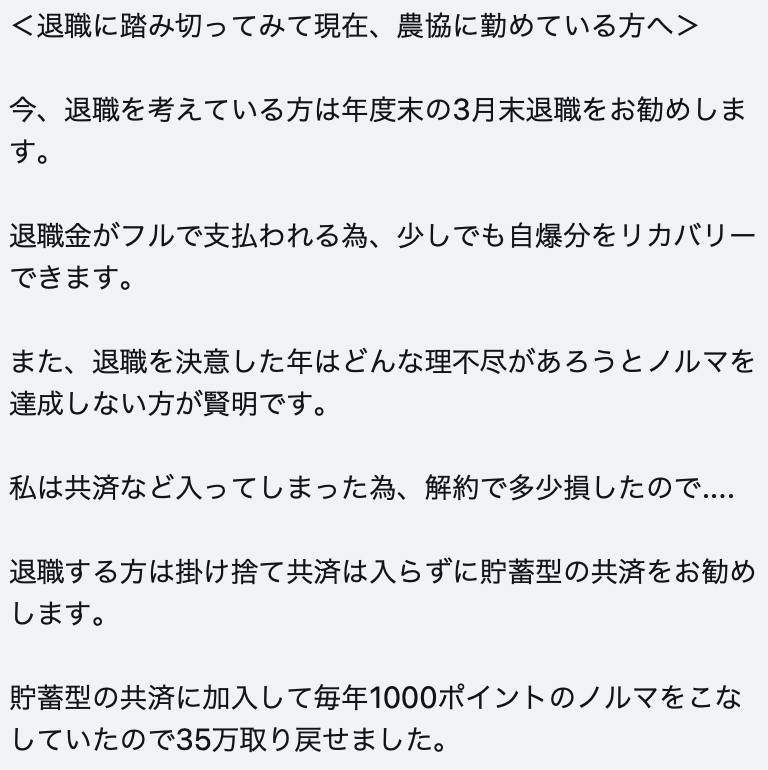 ＜退職に踏み切ってみて現在、農協に勤めている方へ＞
今、退職を考えている方は年度末の3月末退職をお勧めしま
す。
退職金がフルで支払われる為、少しでも自爆分をリカバリー
できます。
また、退職を決意した年はどんな理不尽があろうとノルマを
達成しない方が賢明です。
私は共済など入ってしまった為、解約で多少損したので....
退職する方は掛け捨て共済は入らずに貯蓄型の共済をお勧め
します。
貯蓄型の共済に加入して毎年1000ポイントのノルマをこな
していたので35万取り戻せました。